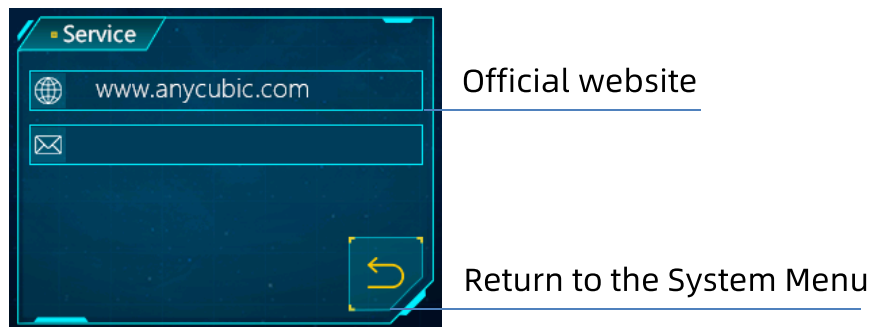 Service
www.anycubic.com
Official website
Return to the System Menu